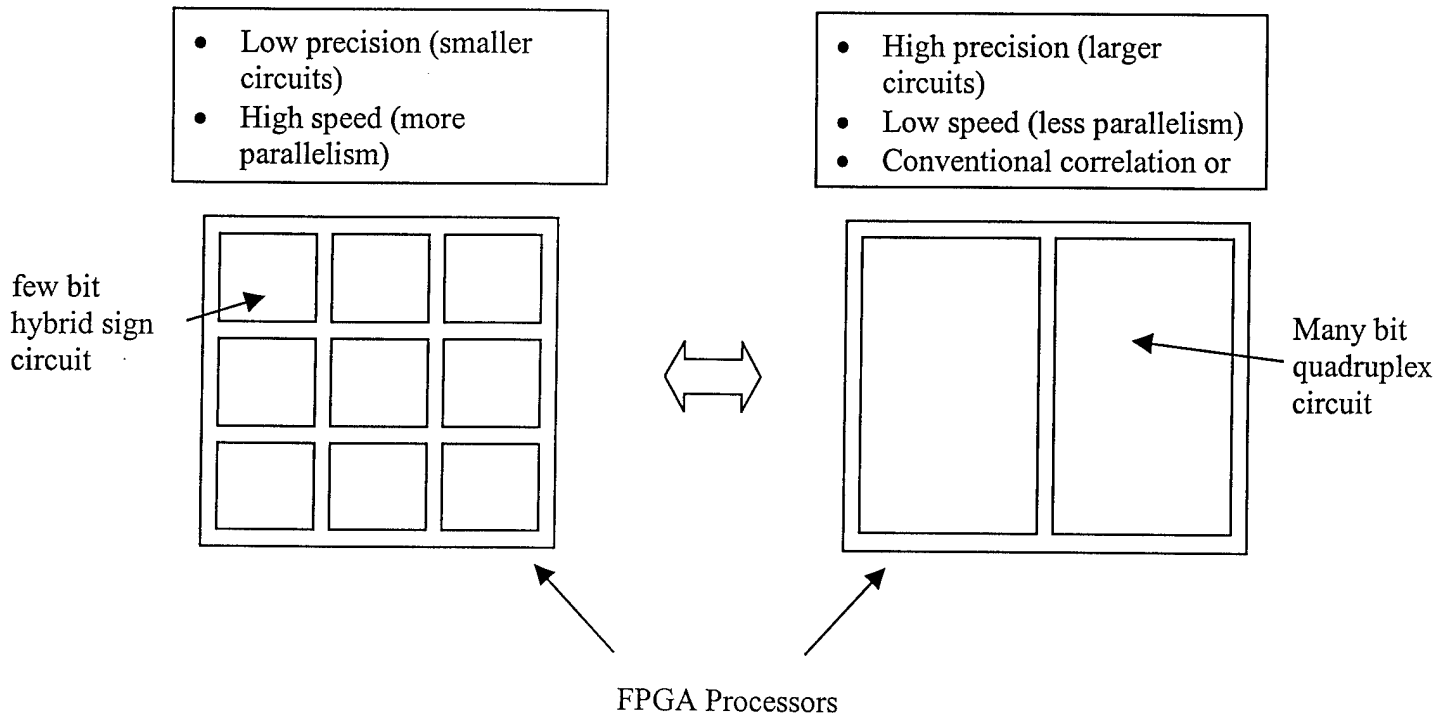 • Low precision (smaller
circuits)
• High speed (more
parallelism)
• High precision (larger
circuits)
• Low speed (less parallelism)
• Conventional correlation or
few bit
hybrid sign
circuit
Many bit
quadruplex
circuit
FPGA Processors